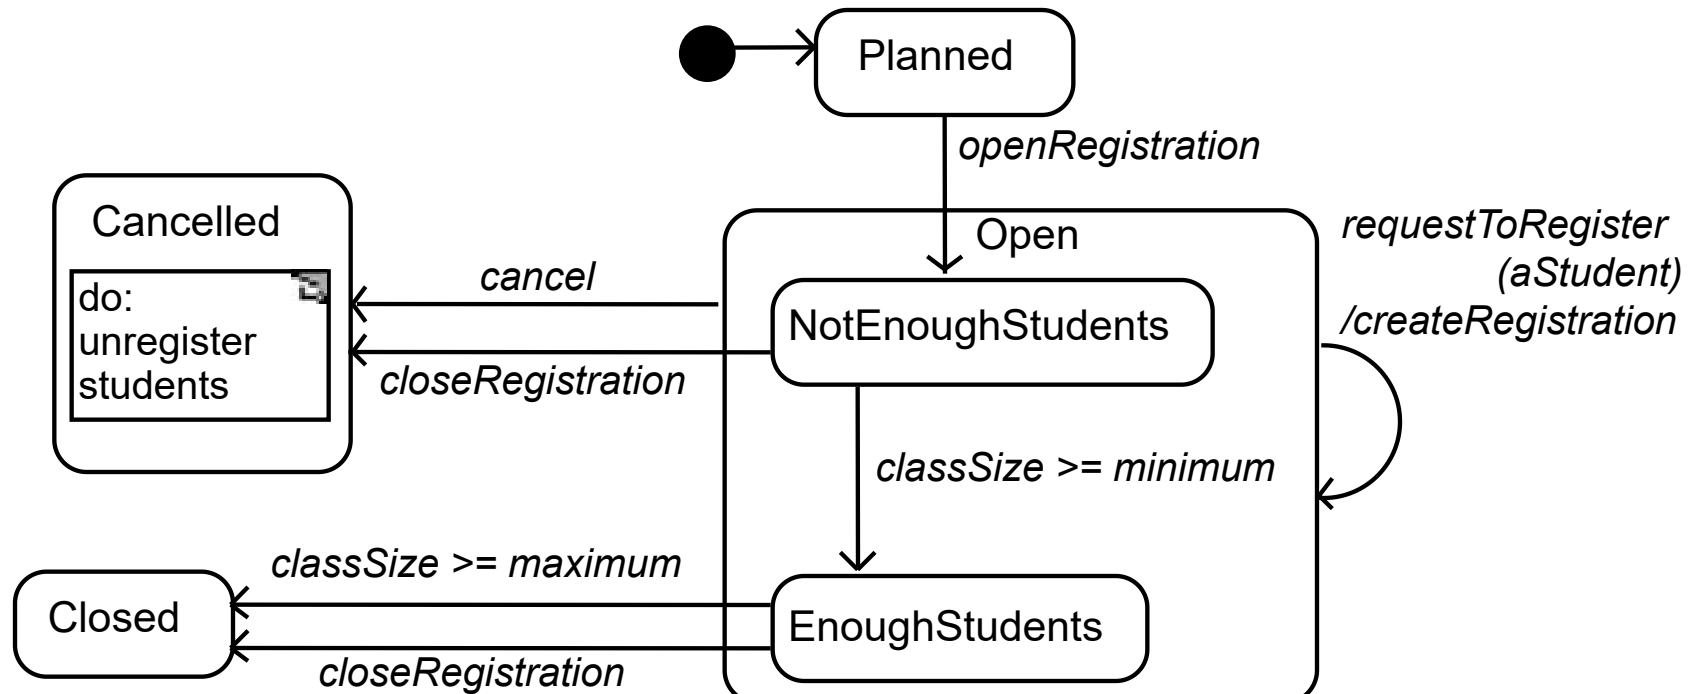 Planned
openRegistration
Cancelled
do:
unregister
students
cancel
closeRegistration
Open
NotEnoughStudents
requestToRegister
(aStudent)
/createRegistration
classSize >= minimum
classSize >= maximum
Closed
closeRegistration
EnoughStudents